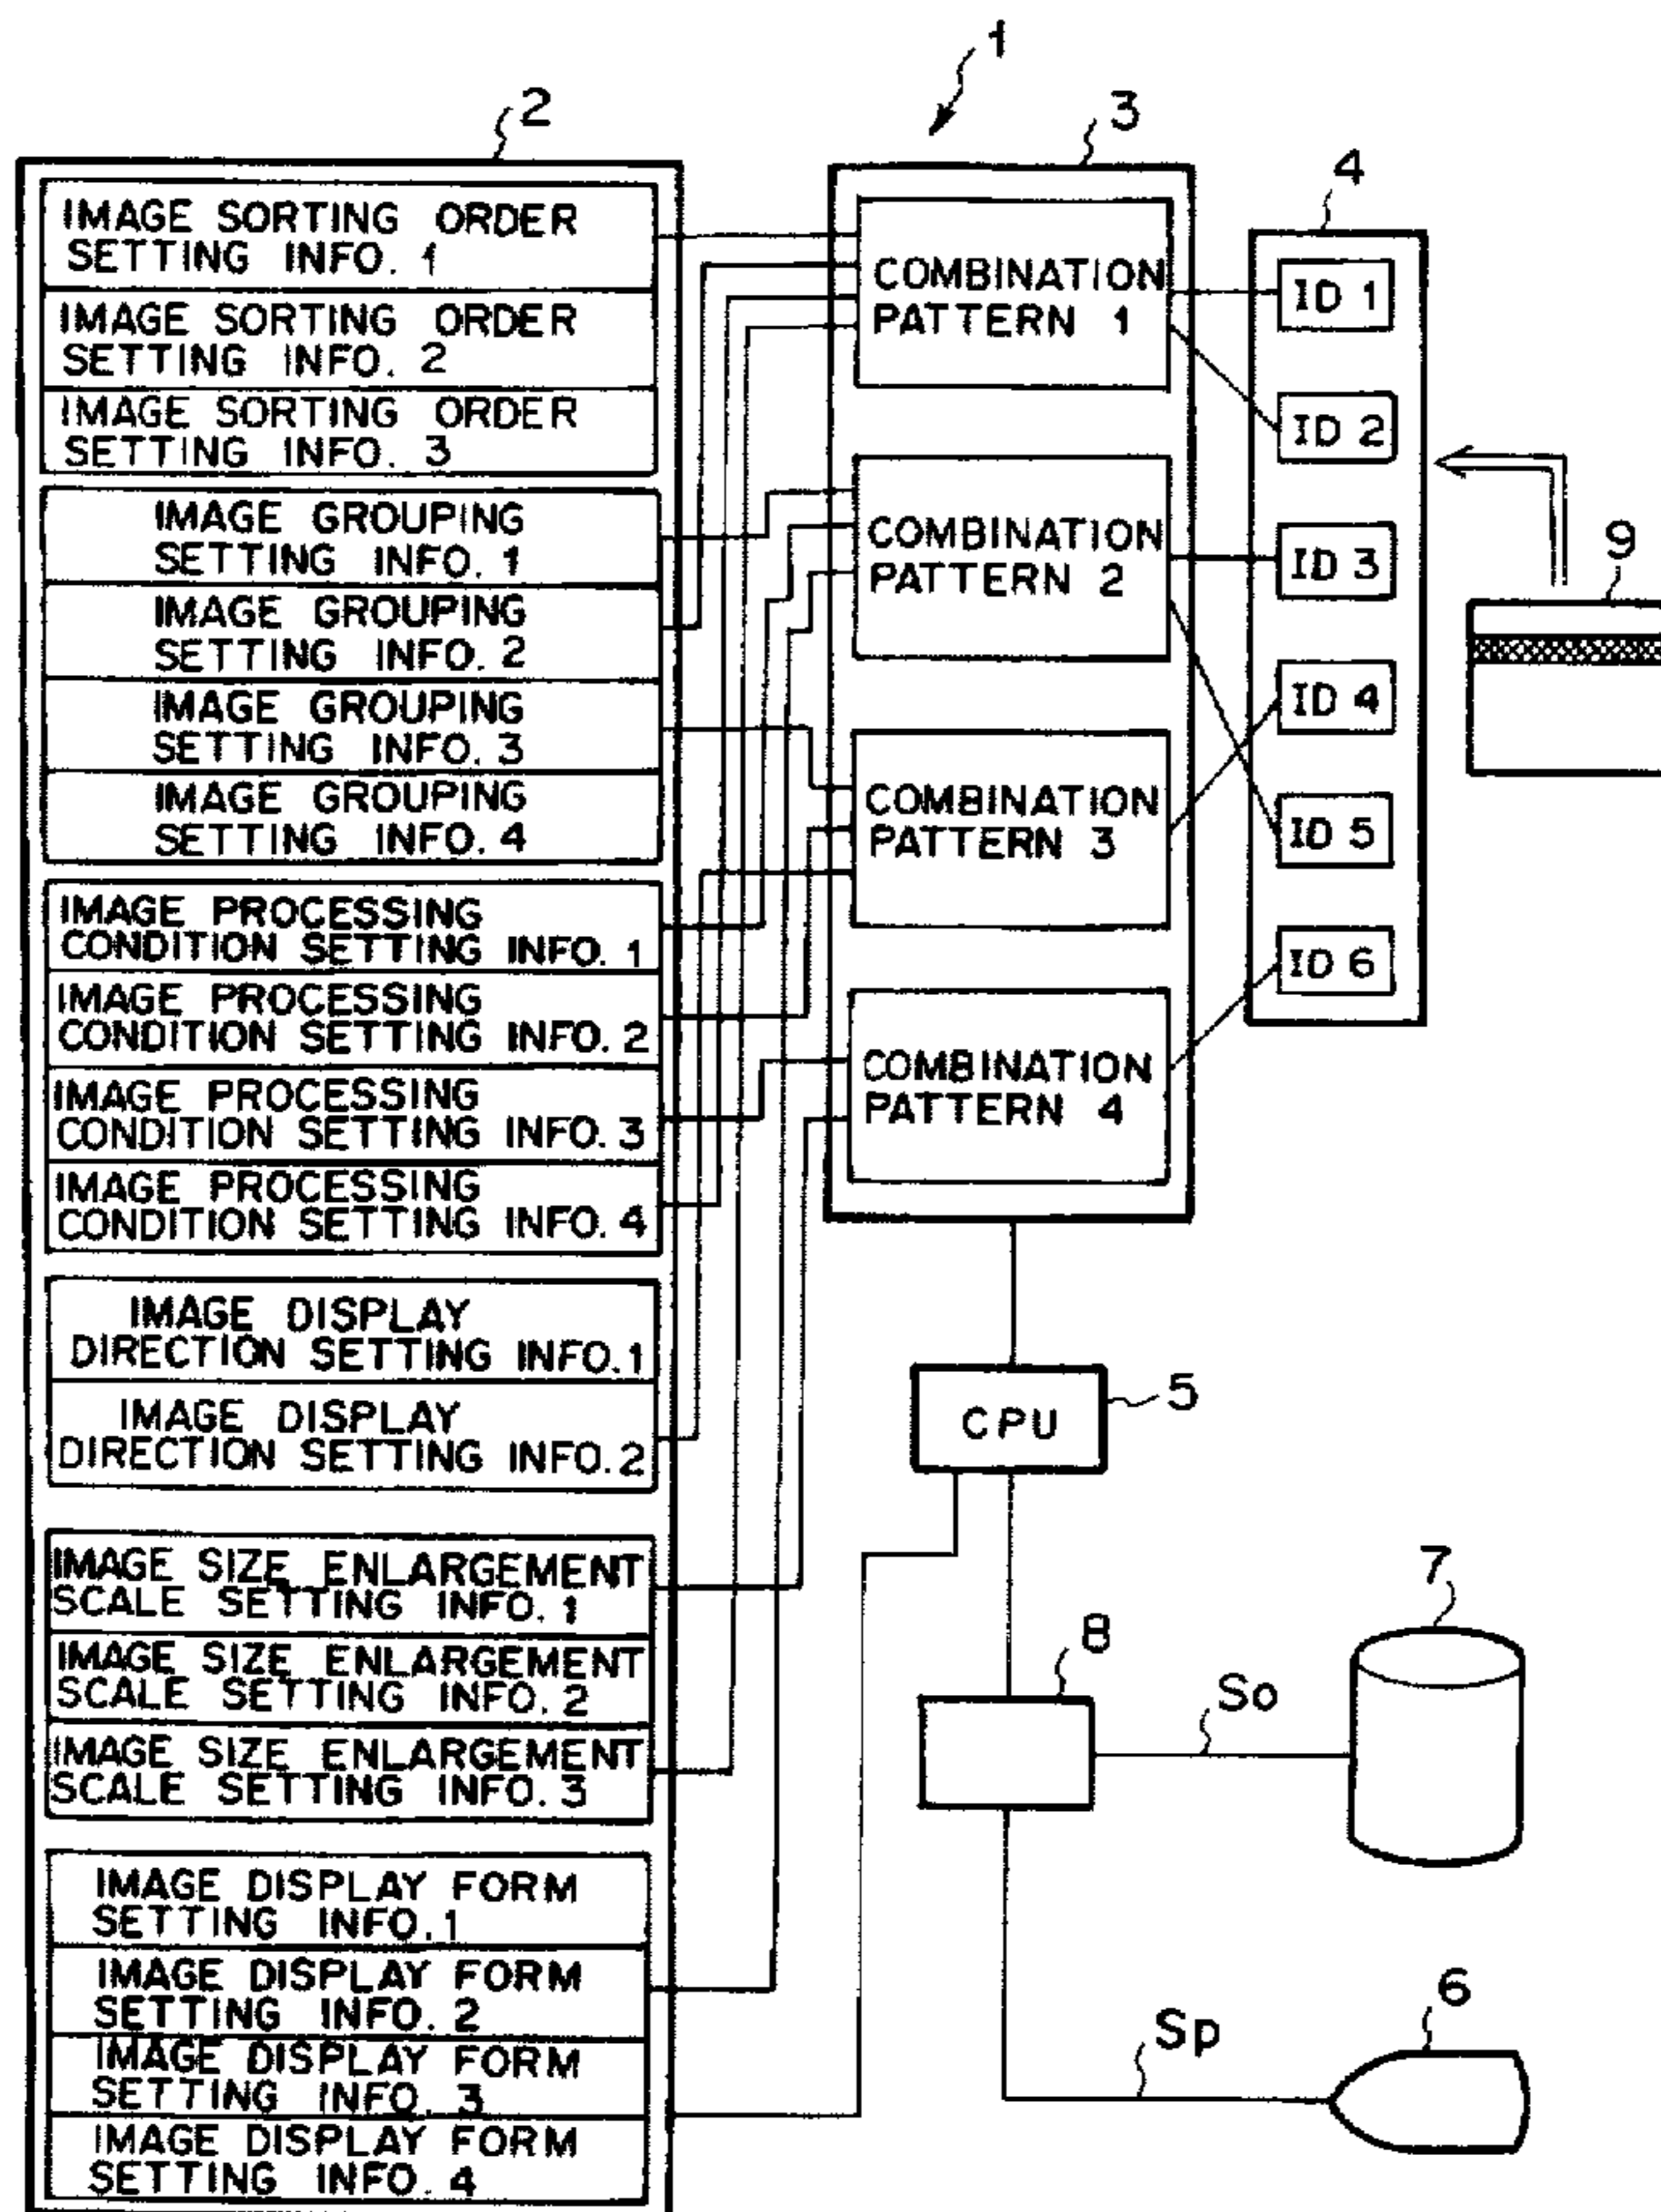 1
2
IMAGE SORTING ORDER
SETTING INFO. 1
IMAGE SORTING ORDER
SETTING INFO. 2
IMAGE SORTING ORDER
SETTING INFO. 3
IMAGE GROUPING
SETTING INFO. 1
IMAGE GROUPING
SETTING INFO. 2
IMAGE GROUPING
SETTING INFO. 3
IMAGE GROUPING
SETTING INFO. 4
IMAGE PROCESSING
CONDITION SETTING INFO. 1
IMAGE PROCESSING
CONDITION SETTING INFO. 2
IMAGE PROCESSING
CONDITION SETTING INFO. 3
IMAGE PROCESSING
CONDITION SETTING INFO. 4
IMAGE DISPLAY
DIRECTION SETTING INFO. 1
IMAGE DISPLAY
DIRECTION SETTING INFO. 2
IMAGE SIZE ENLARGEMENT
SCALE SETTING INFO. 1
IMAGE SIZE ENLARGEMENT
SCALE SETTING INFO. 2
IMAGE SIZE ENLARGEMENT
SCALE SETTING INFO. 3
IMAGE DISPLAY FORM
SETTING INFO. 1
IMAGE DISPLAY FORM
SETTING INFO. 2
IMAGE DISPLAY FORM
SETTING INFO. 3
IMAGE DISPLAY FORM
SETTING INFO. 4
3
COMBINATION
PATTERN 1
COMBINATION
PATTERN 2
COMBINATION
PATTERN 3
COMBINATION
PATTERN 4
4
ID 1
ID 2
ID 3
ID 4
ID 5
ID 6
9
CPU
5
8
So
7
Sp
6